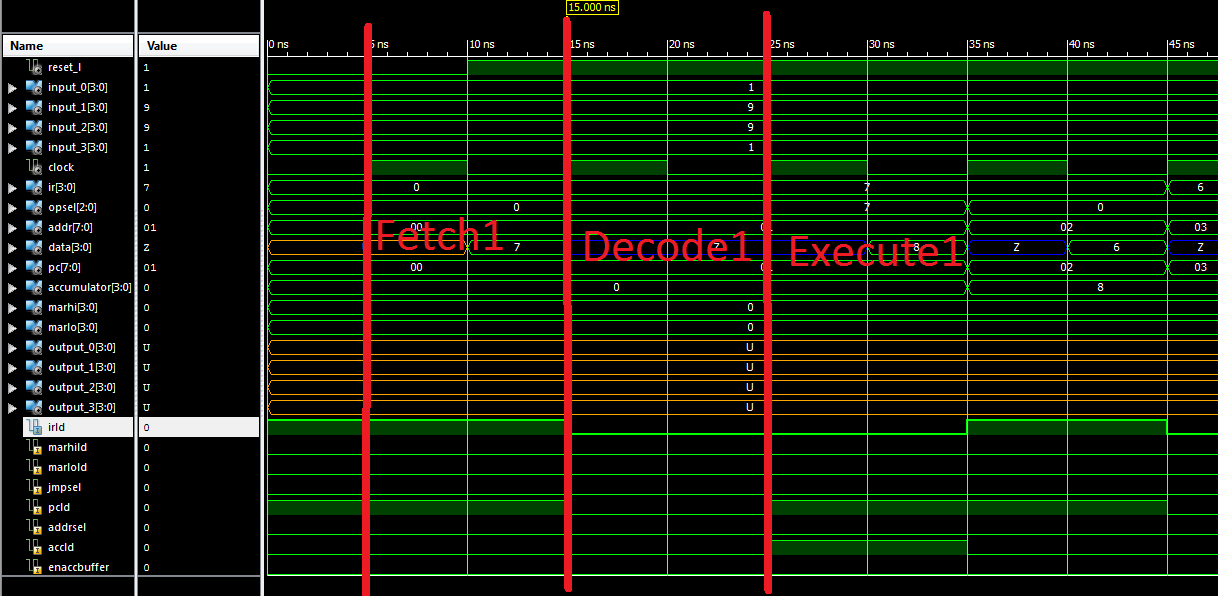 15.000 ns
Name Value 0 ns 5 ns 10 ns 15 ns 20 ns 25 ns 30 ns 35 ns 40 ns 45 ns
reset_l 1
input_0[3:0] 1 1
input_1[3:0] 9 9
input_2[3:0] 9 9
input_3[3:0] 1 1
clock 1
ir[3:0] 7 0 7 6
opsel[2:0] 0 0 7 0
addr[7:0] 01 00 02 03
Fetch1 Decode1 Execute1
data[3:0] Z 7 Z 8 Z 6 Z
pc[7:0] 01 00 02 03
accumulator[3:0] 0 0 8
marhi[3:0] 0 0
marlo[3:0] 0 0
output_0[3:0] U U
output_1[3:0] U U
output_2[3:0] U U
output_3[3:0] U U
irld 0
marhild 0
marlold 0
jmpsel 0
pcld 0
addrsel 0
accld 0
enaccbuffer 0